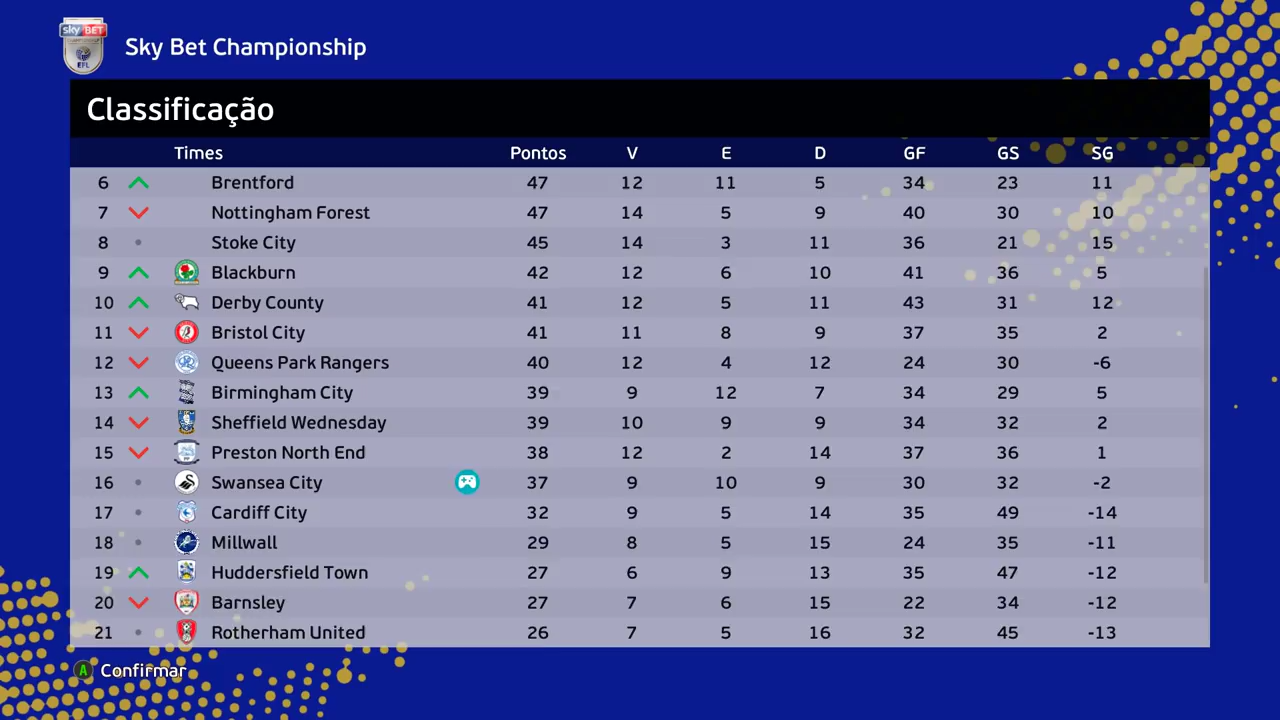 sky BET
EFL
Sky Bet Championship
Classificação
Times Pontos V E D GF GS SG
6 Brentford 47 12 11 5 34 23 11
7 Nottingham Forest 47 14 5 9 40 30 10
8 Stoke City 45 14 3 11 36 21 15
9 Blackburn 42 12 6 10 41 36 5
10 Derby County 41 12 5 11 43 31 12
11 Bristol City 41 11 8 9 37 35 2
12 Queens Park Rangers 40 12 4 12 24 30 -6
13 Birmingham City 39 9 12 7 34 29 5
14 Sheffield Wednesday 39 10 9 9 34 32 2
15 Preston North End 38 12 2 14 37 36 1
16 Swansea City 37 9 10 9 30 32 -2
17 Cardiff City 32 9 5 14 35 49 -14
18 Millwall 29 8 5 15 24 35 -11
19 Huddersfield Town 27 6 9 13 35 47 -12
20 Barnsley 27 7 6 15 22 34 -12
21 Rotherham United 26 7 5 16 32 45 -13
A Confirmar